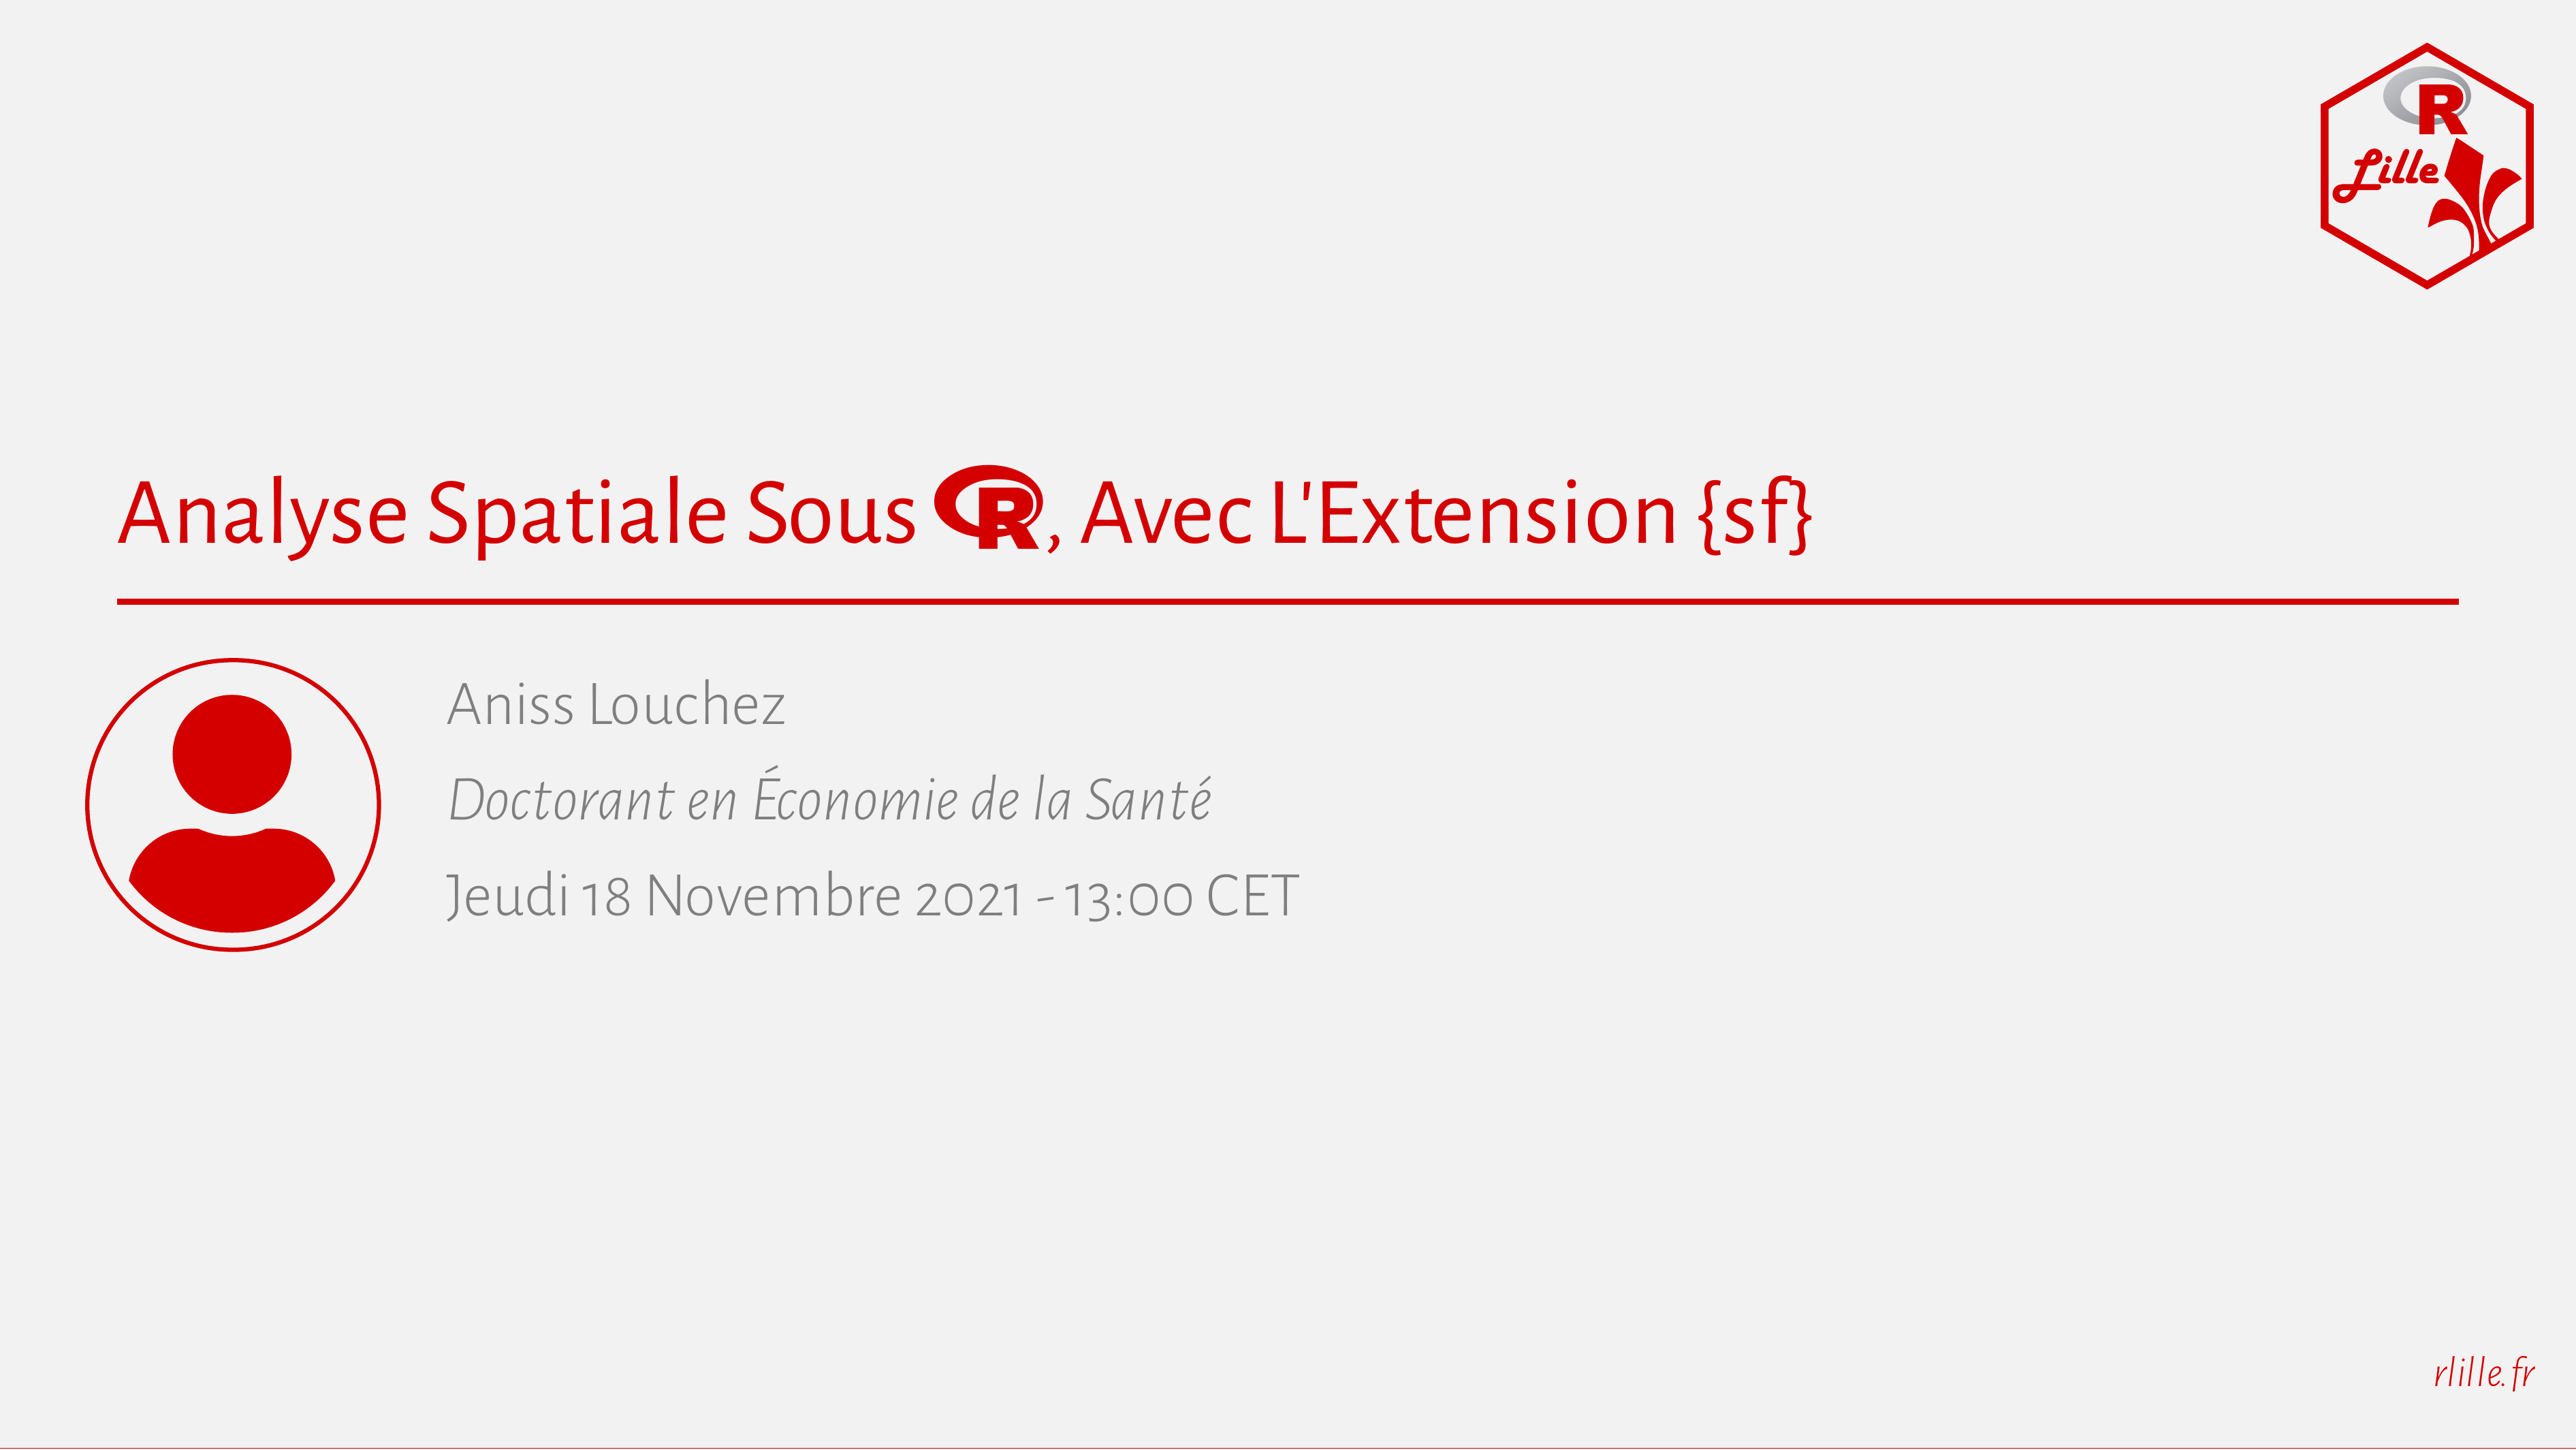 R
Lille
Analyse Spatiale Sous R, Avec L'Extension {sf}
Aniss Louchez
Doctorant en Économie de la Santé
Jeudi 18 Novembre 2021 - 13:00 CET
rlille.fr